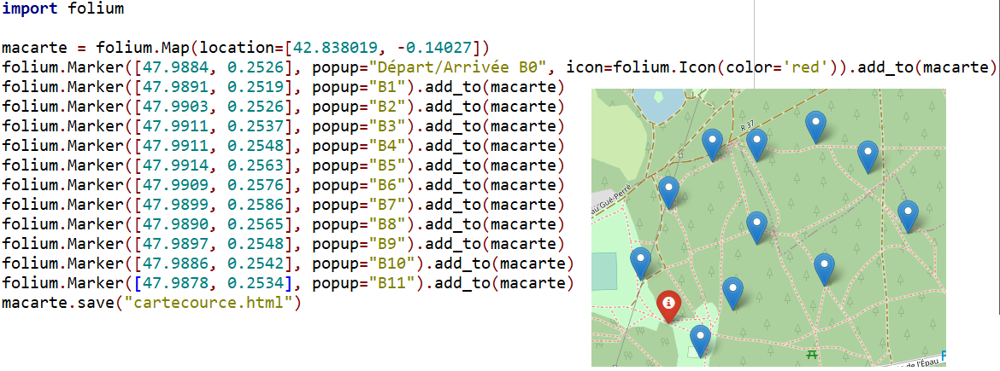 import folium
macarte = folium.Map(location=[42.838019, -0.14027])
folium.Marker([47.9884, 0.2526], popup="Départ/Arrivée B0", icon=folium.Icon(color='red')).add_to(macarte)
folium.Marker([47.9891, 0.2519], popup="B1").add_to(macarte)
folium.Marker([47.9903, 0.2526], popup="B2").add_to(macarte)
folium.Marker([47.9911, 0.2537], popup="B3").add_to(macarte)
folium.Marker([47.9911, 0.2548], popup="B4").add_to(macarte)
folium.Marker([47.9914, 0.2563], popup="B5").add_to(macarte)
folium.Marker([47.9909, 0.2576], popup="B6").add_to(macarte)
folium.Marker([47.9899, 0.2586], popup="B7").add_to(macarte)
folium.Marker([47.9890, 0.2565], popup="B8").add_to(macarte)
folium.Marker([47.9897, 0.2548], popup="B9").add_to(macarte)
folium.Marker([47.9886, 0.2542], popup="B10").add_to(macarte)
folium.Marker([47.9878, 0.2534], popup="B11").add_to(macarte)
macarte.save("cartecource.html")
R 37
au Gué-Perré
de l'Épau
P